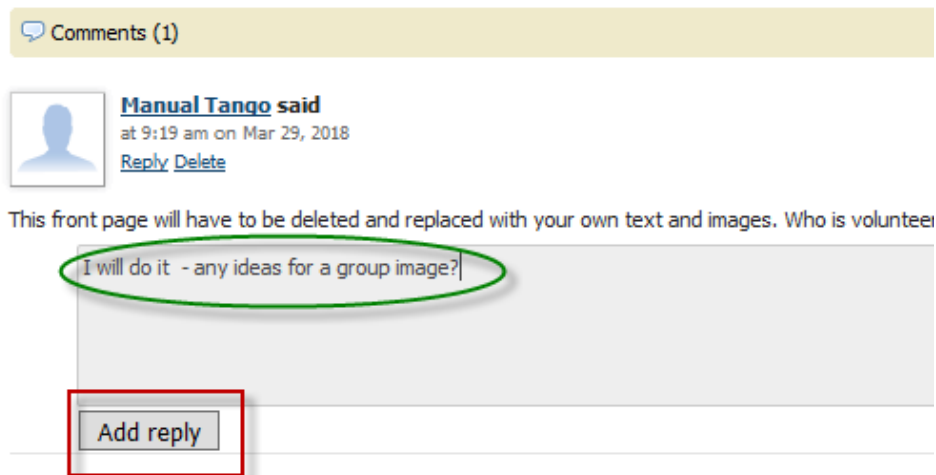 Comments (1)
Manual Tango said
at 9:19 am on Mar 29, 2018
Reply Delete
This front page will have to be deleted and replaced with your own text and images. Who is
I will do it - any ideas for a group image?
Add reply